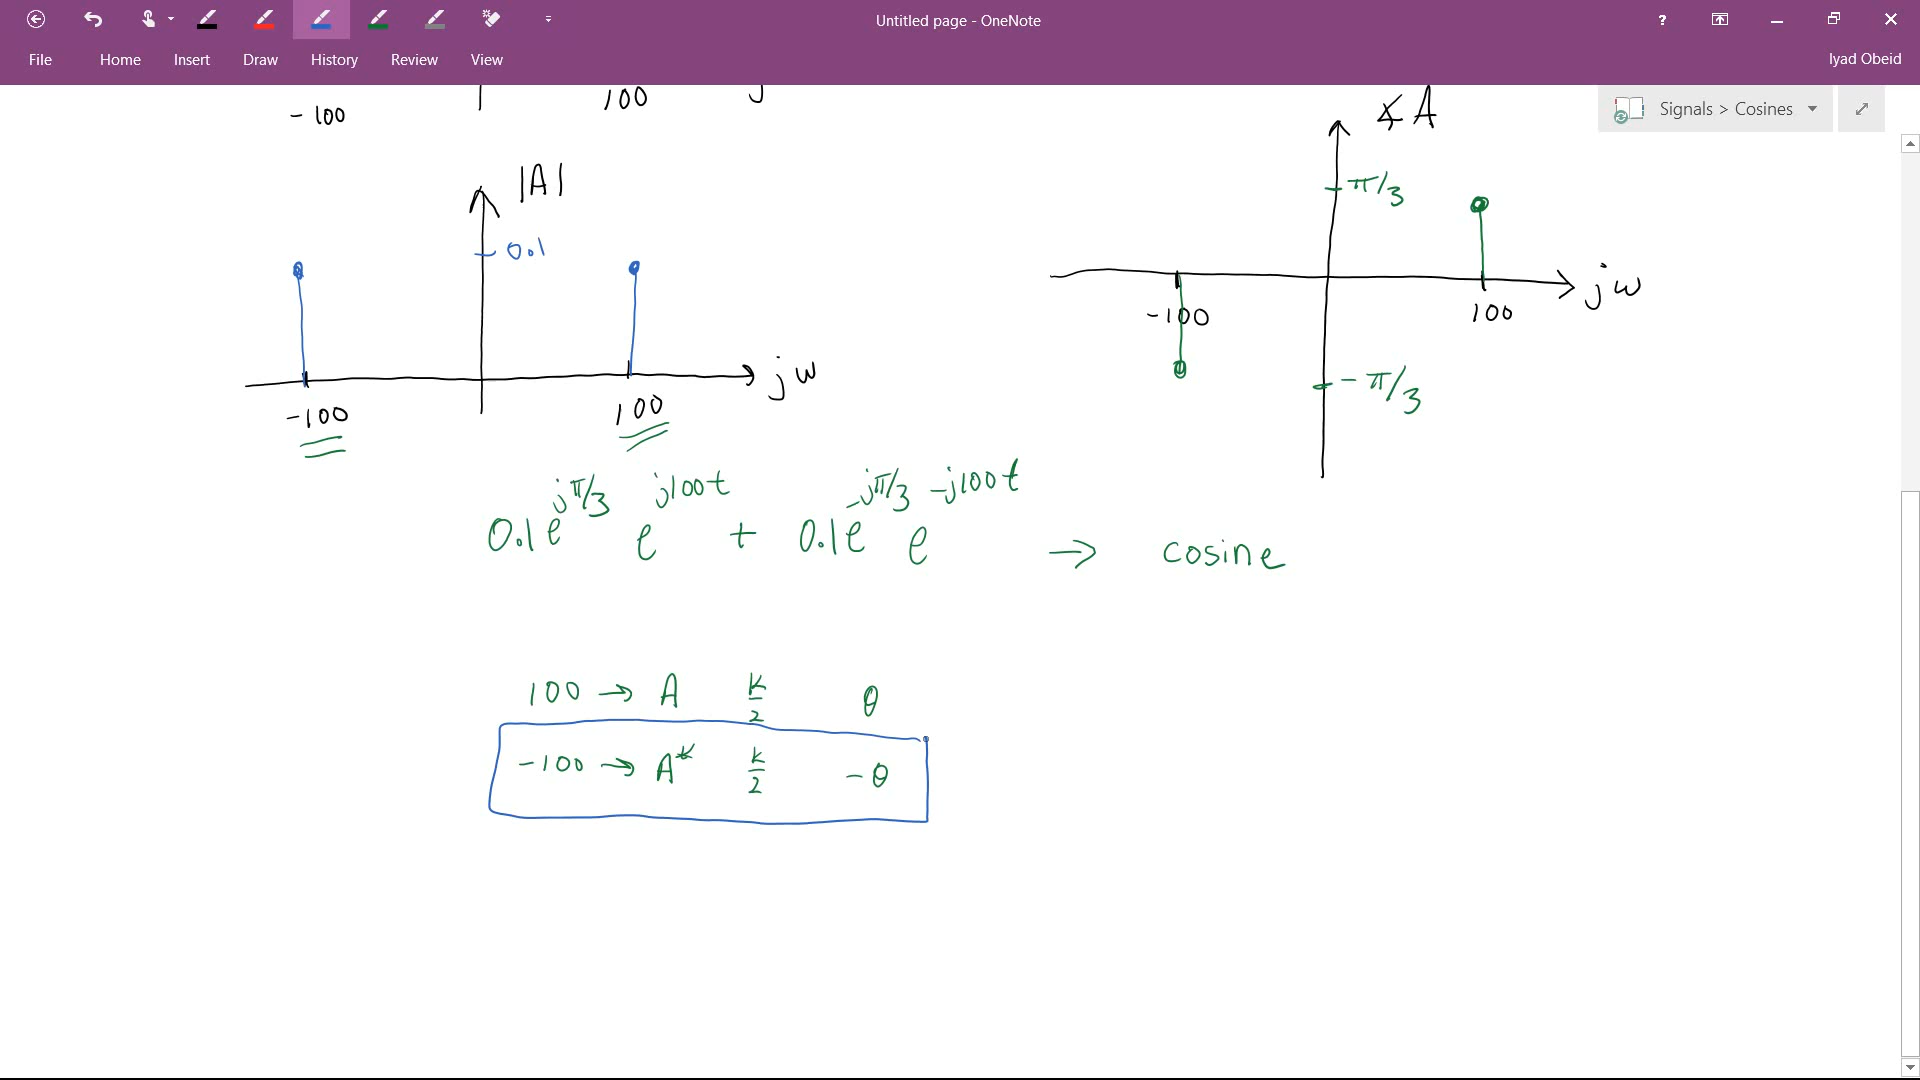 Untitled page - OneNote
?
File Home Insert Draw History Review View
Iyad Obeid
Signals > Cosines
-100 100 j
|A|
0.1
-100 100 jω
∡A
π/3
-100 100 jω
-π/3
0.1e^{jπ/3} e^{j100t} + 0.1e^{-jπ/3} e^{-j100t} → cosine
100 → A K/2 θ
-100 → A* K/2 -θ